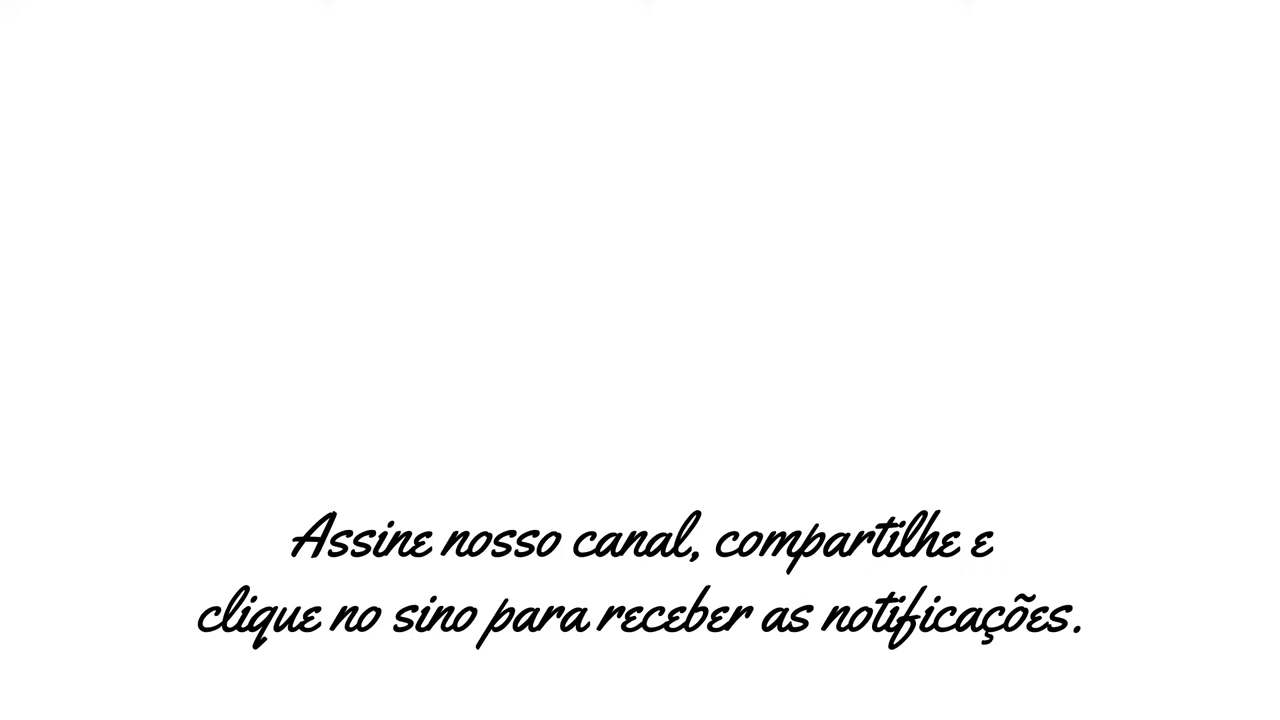 Assine nosso canal, compartilhe e
clique no sino para receber as notificações.